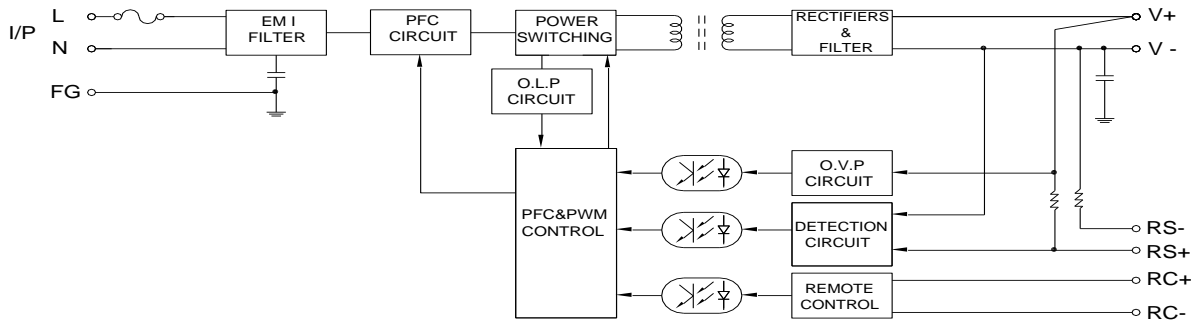 I/P
L
N
FG
EM I
FILTER
PFC
CIRCUIT
POWER
SWITCHING
O.L.P
CIRCUIT
RECTIFIERS
&
FILTER
V+
V -
PFC&PWM
CONTROL
O.V.P
CIRCUIT
DETECTION
CIRCUIT
REMOTE
CONTROL
RS-
RS+
RC+
RC-